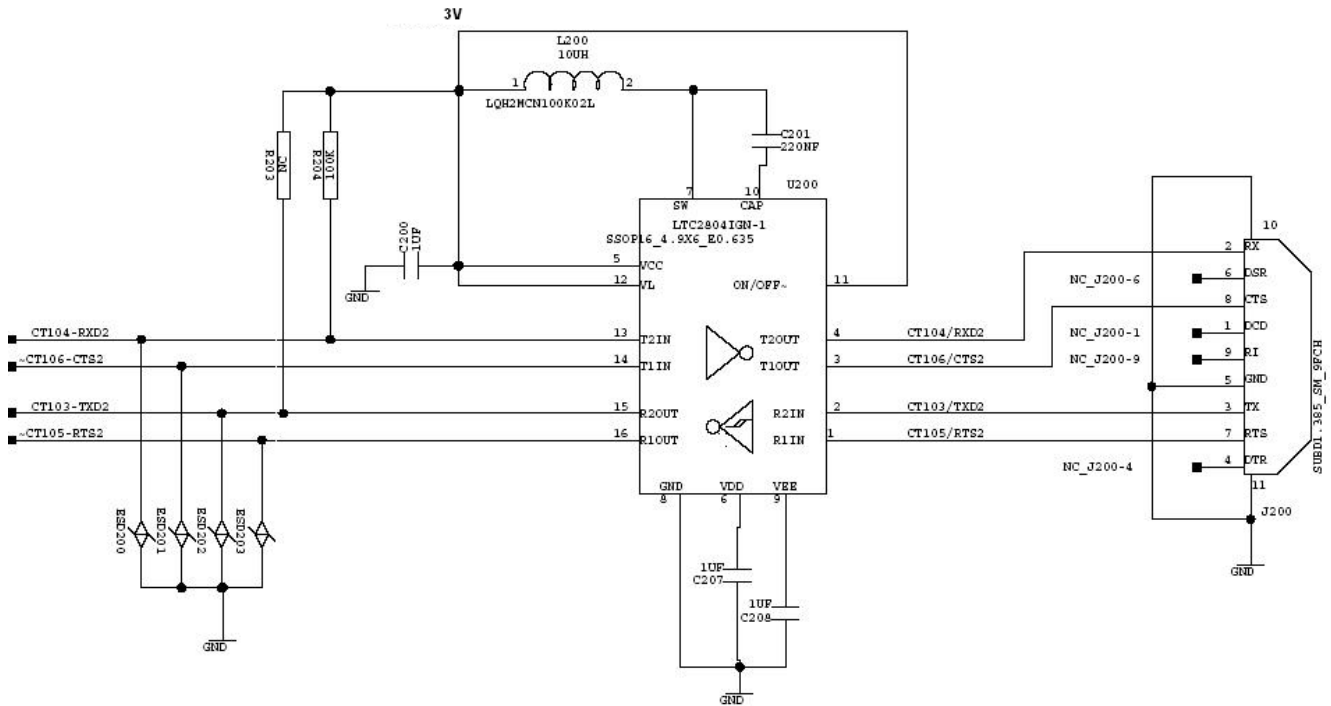 3V
L200
10UH
1
2
LQH2MCN100K02L
C201
220NF
NC
R203
100K
R204
C200
1UF
GND
U200
7
10
SW
CAP
LTC2804IGN-1
SSOP16_4.9X6_E0.635
5
VCC
12
VL
ON/OFF~
11
CT104-RXD2
13
T2IN
T2OUT
4
CT104/RXD2
~CT106-CTS2
14
T1IN
T1OUT
3
CT106/CTS2
CT103-TXD2
15
R2OUT
R2IN
2
CT103/TXD2
~CT105-RTS2
16
R1OUT
R1IN
1
CT105/RTS2
GND
VDD
VEE
8
6
9
ESD200
ESD201
ESD202
ESD203
GND
1UF
C207
1UF
C208
GND
10
2
RX
NC_J200-6
6
DSR
8
CTS
NC_J200-1
1
DCD
NC_J200-9
9
RI
5
GND
3
TX
7
RTS
NC_J200-4
4
DTR
11
J200
SUBD1.385_SM_9FCH
GND